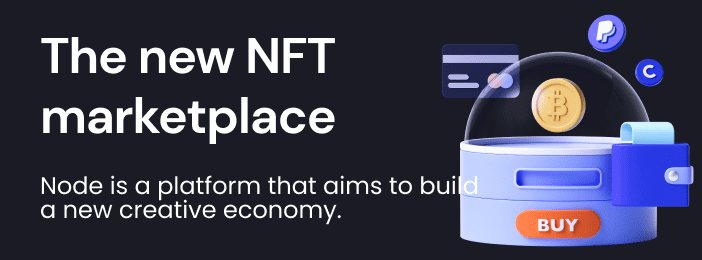 The new NFT
marketplace
Node is a platform that aims to build
a new creative economy.
C
BUY